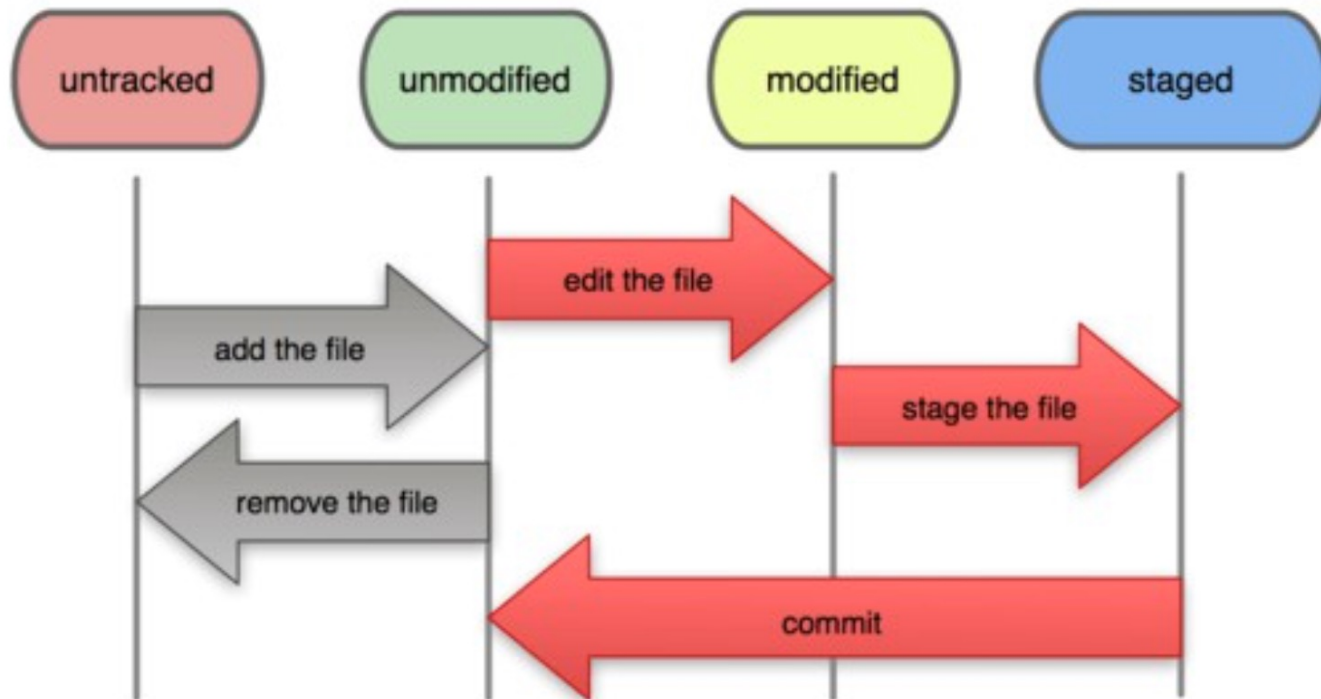 untracked
unmodified
modified
staged
edit the file
add the file
stage the file
remove the file
commit